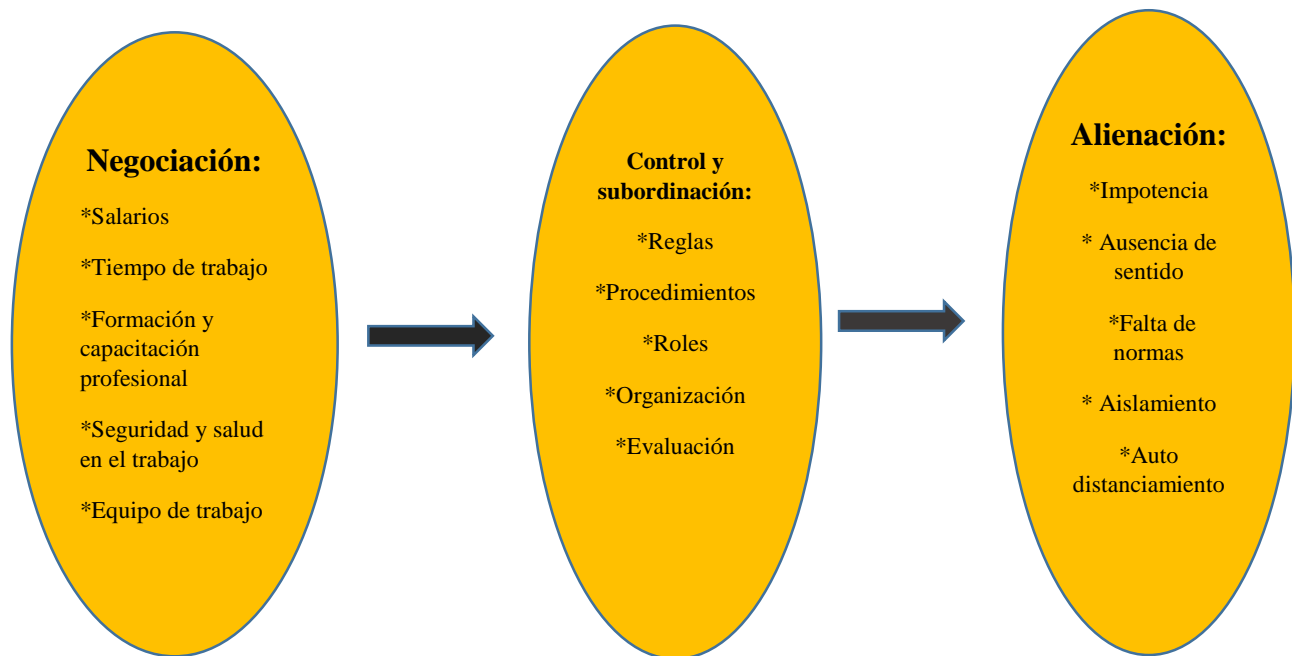 Negociación:
*Salarios
*Tiempo de trabajo
*Formación y
capacitación
profesional
*Seguridad y salud
en el trabajo
*Equipo de trabajo
Control y
subordinación:
*Reglas
*Procedimientos
*Roles
*Organización
*Evaluación
Alienación:
*Impotencia
* Ausencia de
sentido
*Falta de
normas
* Aislamiento
*Auto
distanciamiento